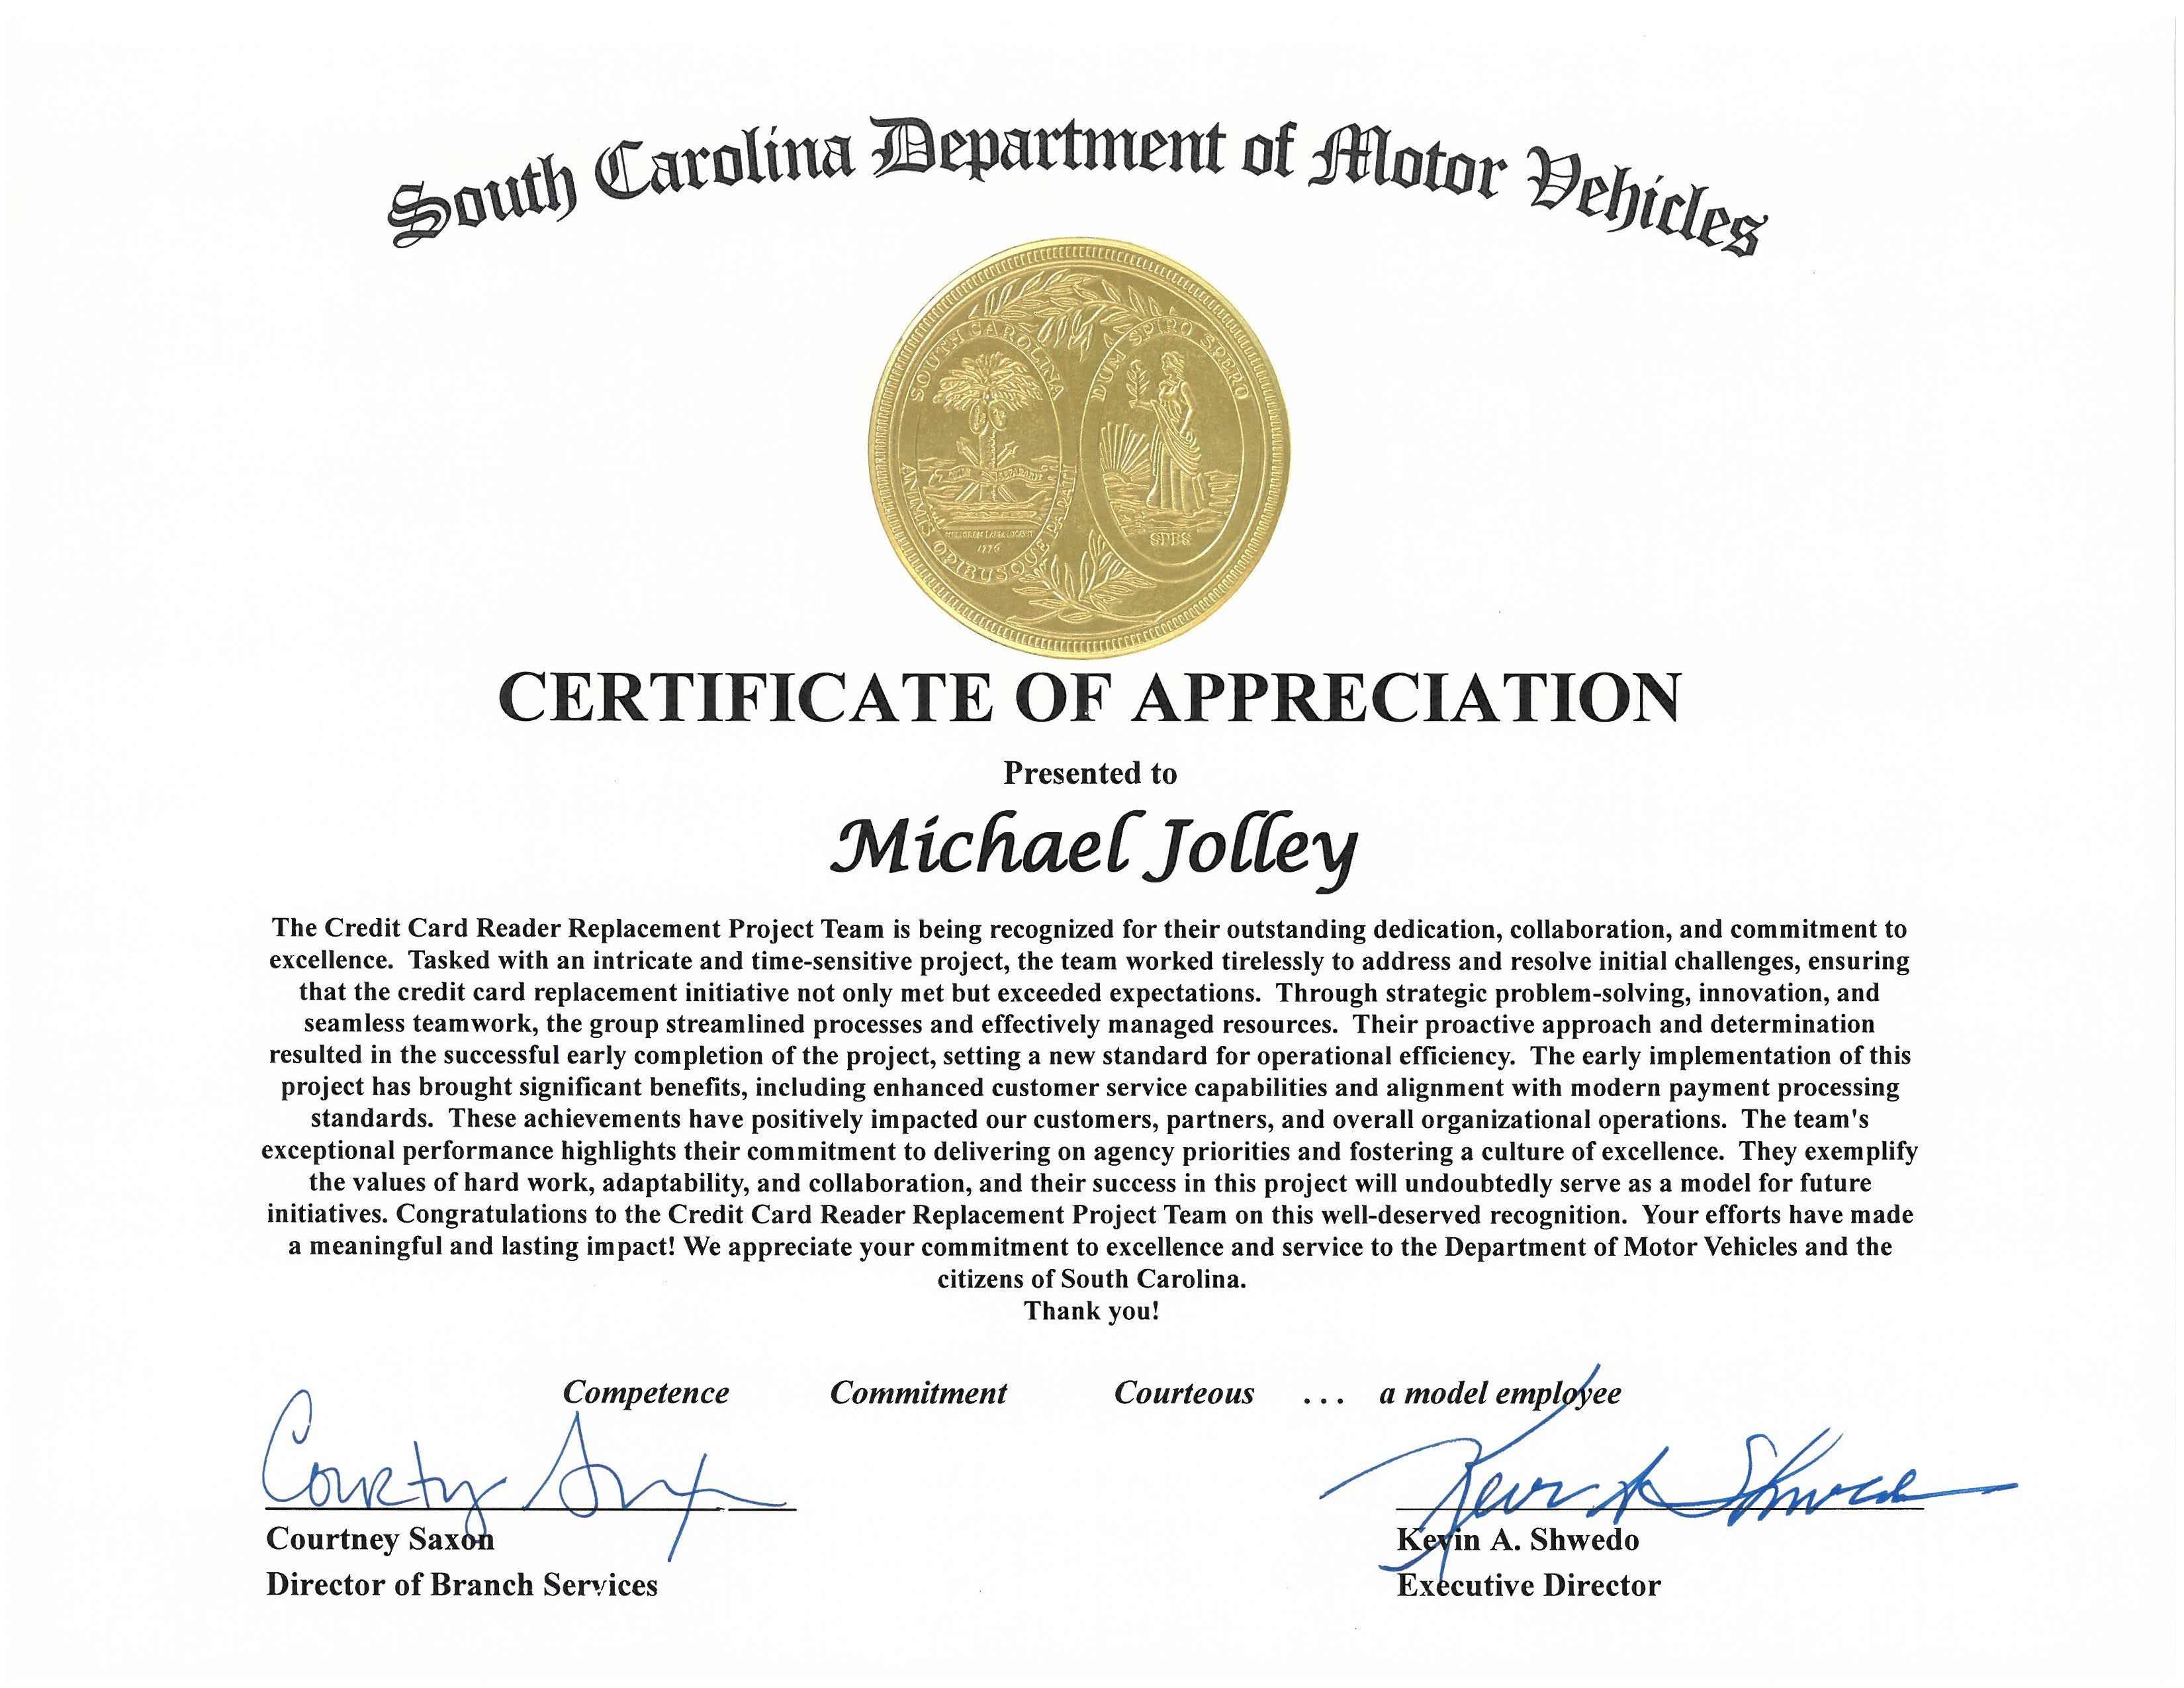 South Carolina Department of Motor Vehicles
SOUTH CAROLINA
DUM SPIRO SPERO
ANIMIS OPIBUSQUE PARATI
1776
SPES
CERTIFICATE OF APPRECIATION
Presented to
Michael Jolley
The Credit Card Reader Replacement Project Team is being recognized for their outstanding dedication, collaboration, and commitment to
excellence.  Tasked with an intricate and time-sensitive project, the team worked tirelessly to address and resolve initial challenges, ensuring
that the credit card replacement initiative not only met but exceeded expectations.  Through strategic problem-solving, innovation, and
seamless teamwork, the group streamlined processes and effectively managed resources.  Their proactive approach and determination
resulted in the successful early completion of the project, setting a new standard for operational efficiency.  The early implementation of this
project has brought significant benefits, including enhanced customer service capabilities and alignment with modern payment processing
standards.  These achievements have positively impacted our customers, partners, and overall organizational operations.  The team's
exceptional performance highlights their commitment to delivering on agency priorities and fostering a culture of excellence.  They exemplify
the values of hard work, adaptability, and collaboration, and their success in this project will undoubtedly serve as a model for future
initiatives. Congratulations to the Credit Card Reader Replacement Project Team on this well-deserved recognition.  Your efforts have made
a meaningful and lasting impact! We appreciate your commitment to excellence and service to the Department of Motor Vehicles and the
citizens of South Carolina.
Thank you!
Competence Commitment Courteous ... a model employee
Courtney Saxon
Kevin A Shwedo
Courtney Saxon
Kevin A. Shwedo
Director of Branch Services
Executive Director